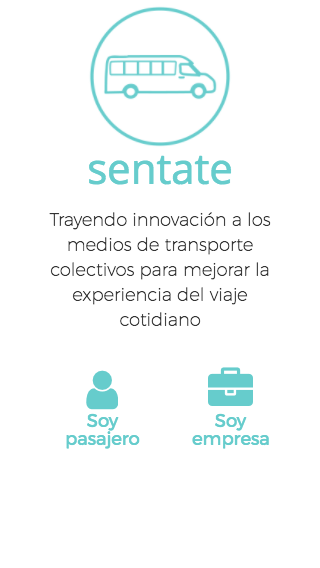 sentate
Trayendo innovación a los
medios de transporte
colectivos para mejorar la
experiencia del viaje
cotidiano
Soy
pasajero
Soy
empresa